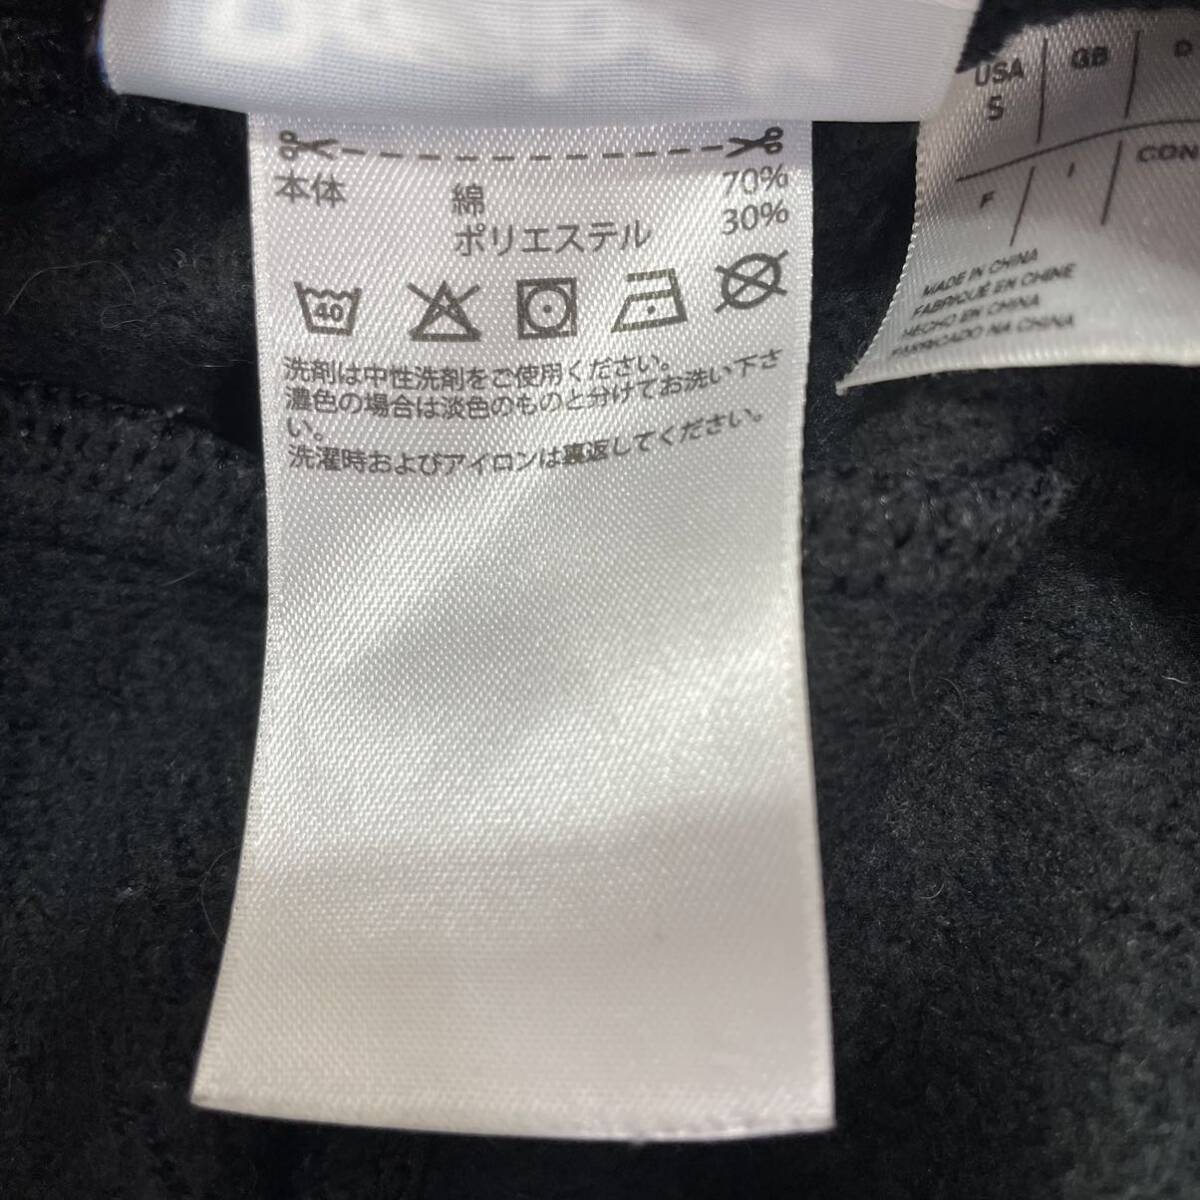 本体 綿 70%
ポリエステル 30%
40
洗剤は中性洗剤をご使用ください。
濃色の場合は淡色のものと分けてお洗い下さ
い。
洗濯時およびアイロンは裏返してください。
USA GB D
S
F I CON
MADE IN CHINA
FABRIQUÉ EN CHINE
HECHO EN CHINA
FABRICADO NA CHINA